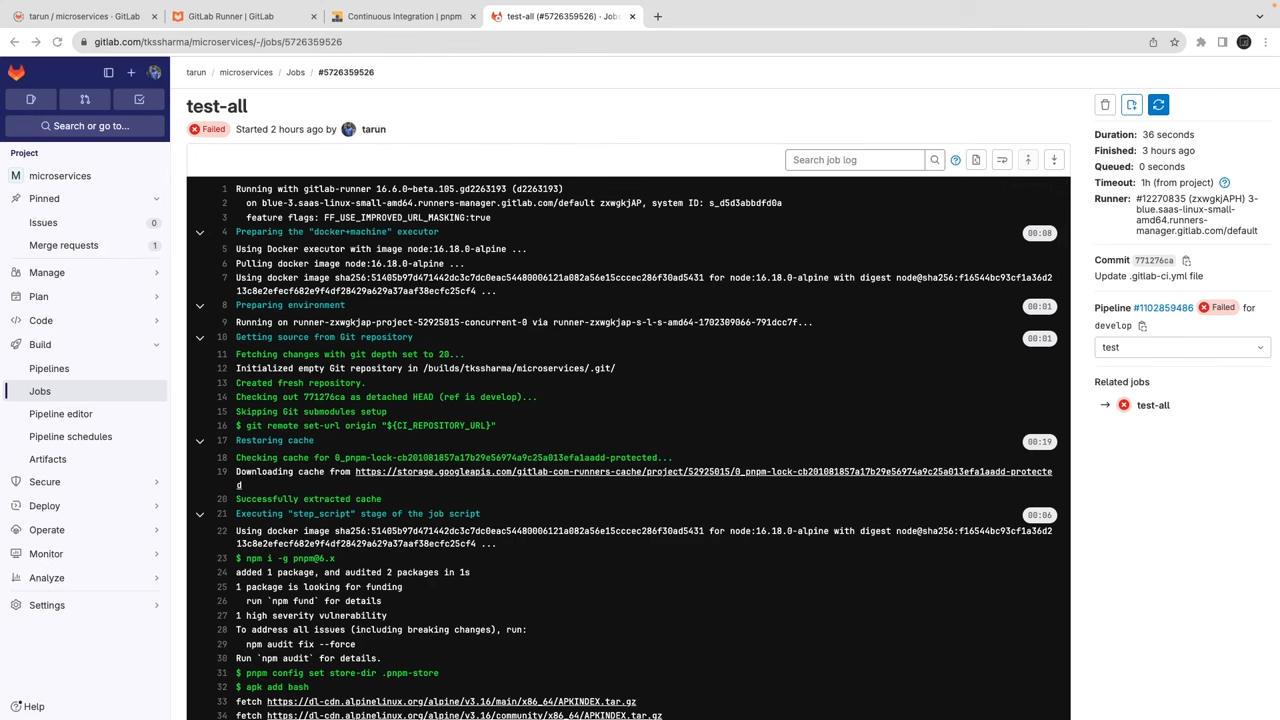 tarun / microservices · GitLab
GitLab Runner | GitLab
Continuous Integration | pnpm
test-all (#5726359526) · Jobs
gitlab.com/tkssharma/microservices/-/jobs/5726359526
tarun / microservices / Jobs / #5726359526
Search or go to...
Project
M microservices
Pinned
Issues 0
Merge requests 1
Manage
Plan
Code
Build
Pipelines
Jobs
Pipeline editor
Pipeline schedules
Artifacts
Secure
Deploy
Operate
Monitor
Analyze
Settings
Help
test-all
Failed Started 2 hours ago by tarun
Search job log
1 Running with gitlab-runner 16.6.0~beta.105.gd2263193 (d2263193)
2 on blue-3.saas-linux-small-amd64.runners-manager.gitlab.com/default zxwgkjAP, system ID: s_d5d3abbdfd0a
3 feature flags: FF_USE_IMPROVED_URL_MASKING:true
4 Preparing the "docker+machine" executor 00:08
5 Using Docker executor with image node:16.18.0-alpine ...
6 Pulling docker image node:16.18.0-alpine ...
7 Using docker image sha256:51405b97d471442dc3c7dc0eac54480006121a082a56e15cccec286f30ad5431 for node:16.18.0-alpine with digest node@sha256:f16544bc93cf1a36d2
13c8e2efecf682e9f4df28429a629a37aaf38ecfc25cf4 ...
8 Preparing environment 00:01
9 Running on runner-zxwgkjap-project-52925015-concurrent-0 via runner-zxwgkjap-s-l-s-amd64-1702309066-791dcc7f...
10 Getting source from Git repository 00:01
11 Fetching changes with git depth set to 20...
12 Initialized empty Git repository in /builds/tkssharma/microservices/.git/
13 Created fresh repository.
14 Checking out 771276ca as detached HEAD (ref is develop)...
15 Skipping Git submodules setup
16 $ git remote set-url origin "${CI_REPOSITORY_URL}"
17 Restoring cache 00:19
18 Checking cache for 0_pnpm-lock-cb201081857a17b29e56974a9c25a013efa1aadd-protected...
19 Downloading cache from https://storage.googleapis.com/gitlab-com-runners-cache/project/52925015/0_pnpm-lock-cb201081857a17b29e56974a9c25a013efa1aadd-protecte
d
20 Successfully extracted cache
21 Executing "step_script" stage of the job script 00:06
22 Using docker image sha256:51405b97d471442dc3c7dc0eac54480006121a082a56e15cccec286f30ad5431 for node:16.18.0-alpine with digest node@sha256:f16544bc93cf1a36d2
13c8e2efecf682e9f4df28429a629a37aaf38ecfc25cf4 ...
23 $ npm i -g pnpm@6.x
24 added 1 package, and audited 2 packages in 1s
25 1 package is looking for funding
26 run `npm fund` for details
27 1 high severity vulnerability
28 To address all issues (including breaking changes), run:
29 npm audit fix --force
30 Run `npm audit` for details.
31 $ pnpm config set store-dir .pnpm-store
32 $ apk add bash
33 fetch https://dl-cdn.alpinelinux.org/alpine/v3.16/main/x86_64/APKINDEX.tar.gz
34 fetch https://dl-cdn.alpinelinux.org/alpine/v3.16/community/x86_64/APKINDEX.tar.gz
Duration: 36 seconds
Finished: 3 hours ago
Queued: 0 seconds
Timeout: 1h (from project)
Runner: #12270835 (zxwgkjAPH) 3-
blue.saas-linux-small-
amd64.runners-
manager.gitlab.com/default
Commit 771276ca
Update .gitlab-ci.yml file
Pipeline #1102859486 Failed for
develop
test
Related jobs
test-all